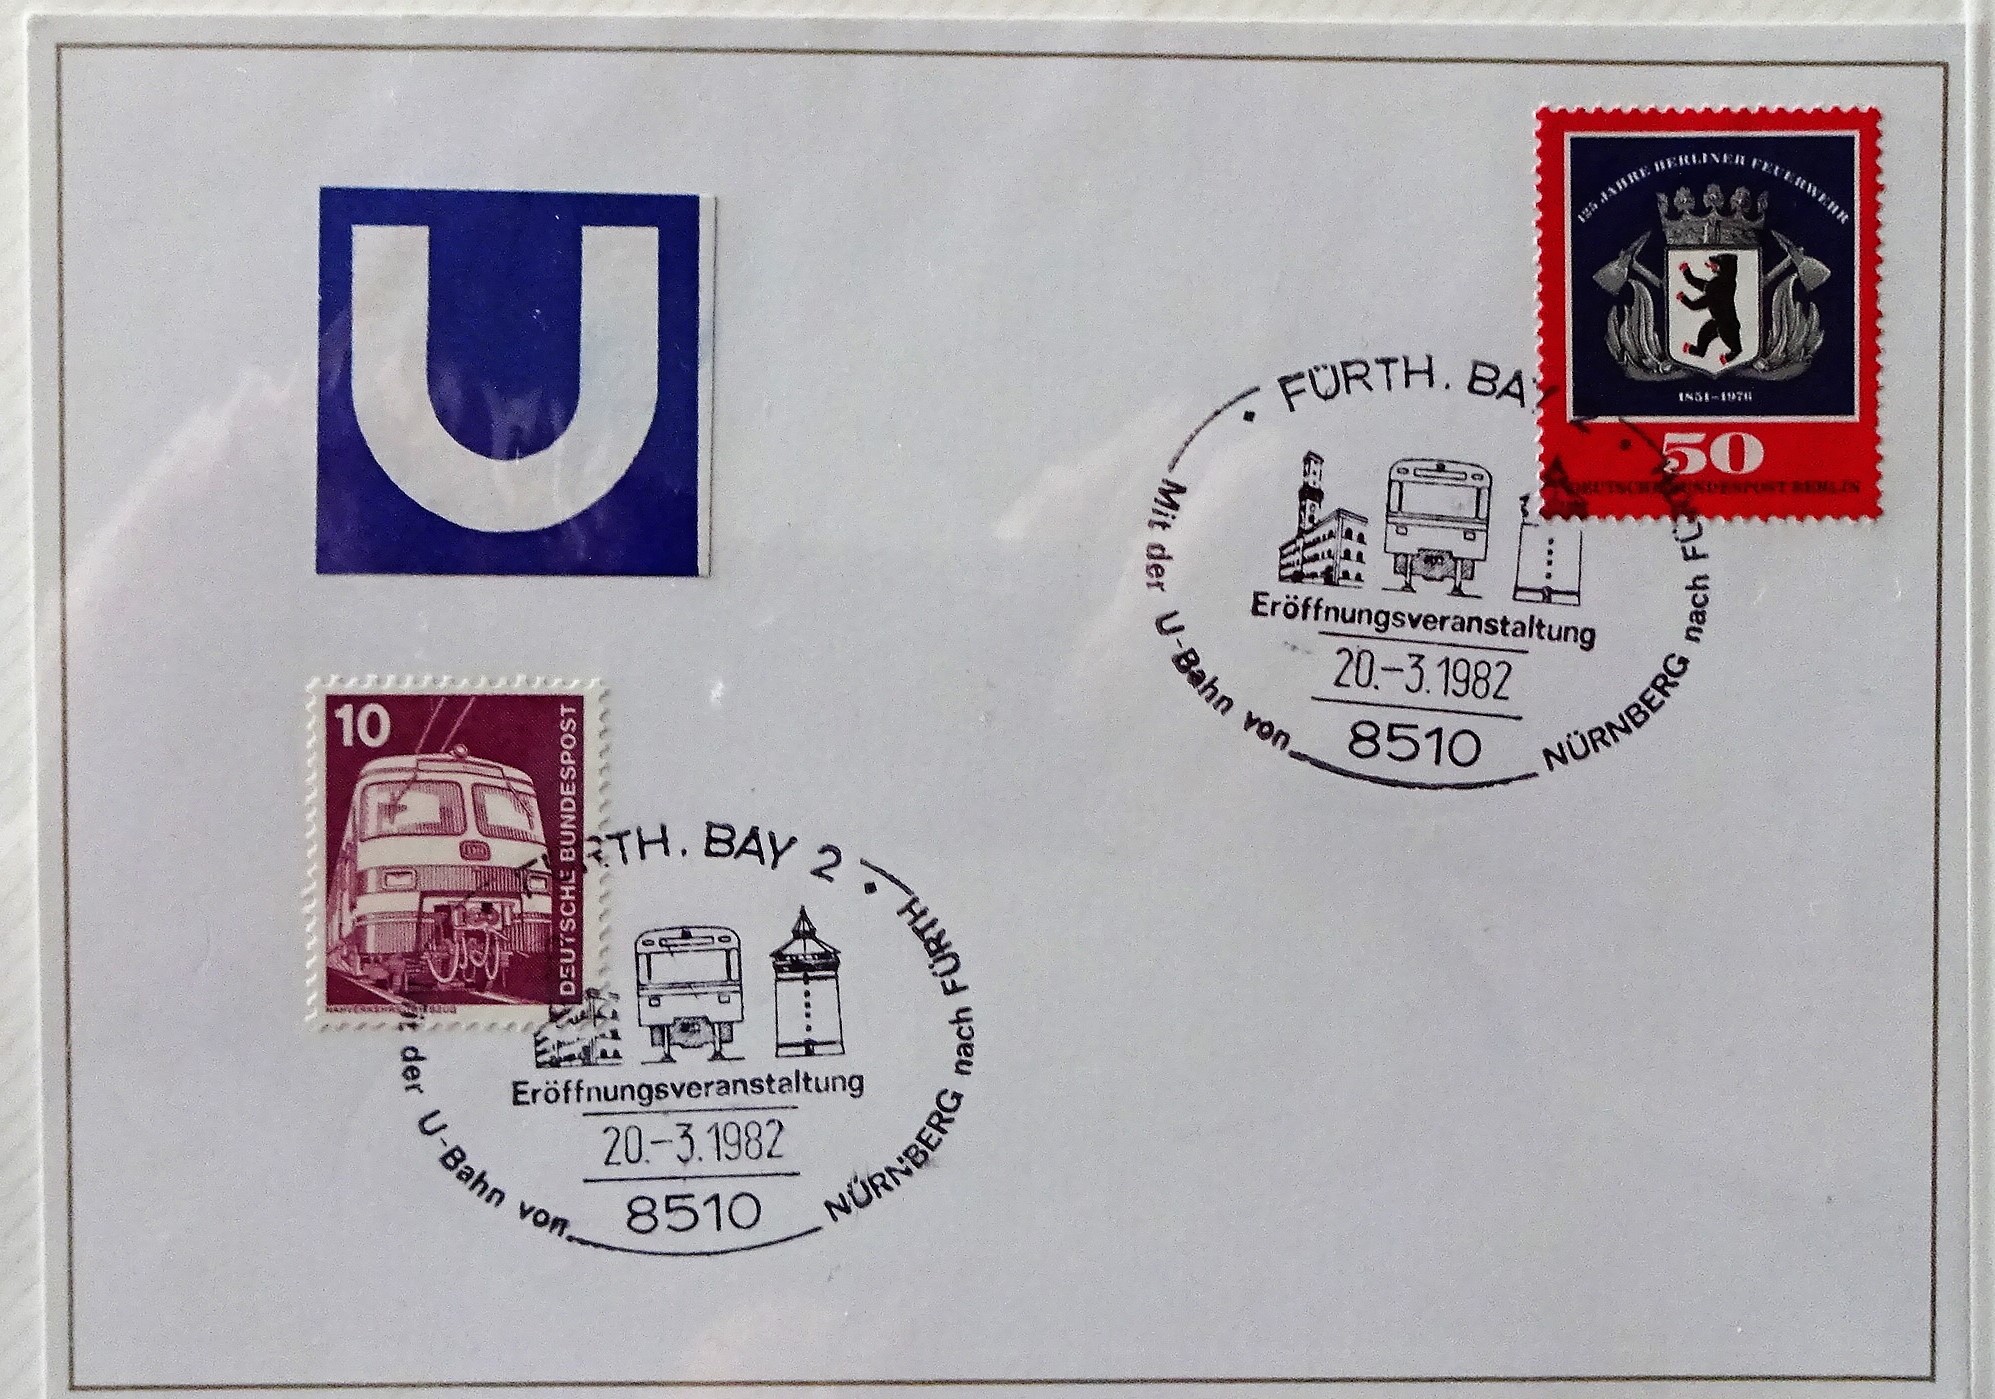 U
125 JAHRE BERLINER FEUERWEHR
1851-1976
50
DEUTSCHE BUNDESPOST BERLIN
FÜRTH. BAY 2
Mit der U-Bahn von NÜRNBERG nach
Eröffnungsveranstaltung
20.-3.1982
8510
10
DEUTSCHE BUNDESPOST
DB
BAY 2
der U-Bahn von NÜRNBERG nach FÜRTH
Eröffnungsveranstaltung
20.-3.1982
8510